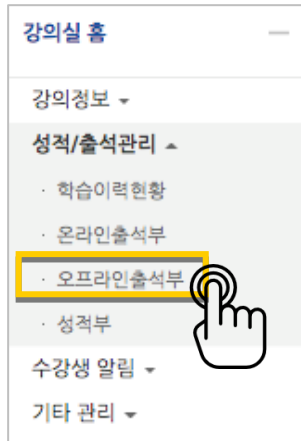 강의실 홈
강의정보
성적/출석관리
· 학습이력현황
· 온라인출석부
· 오프라인출석부
· 성적부
수강생 알림
기타 관리